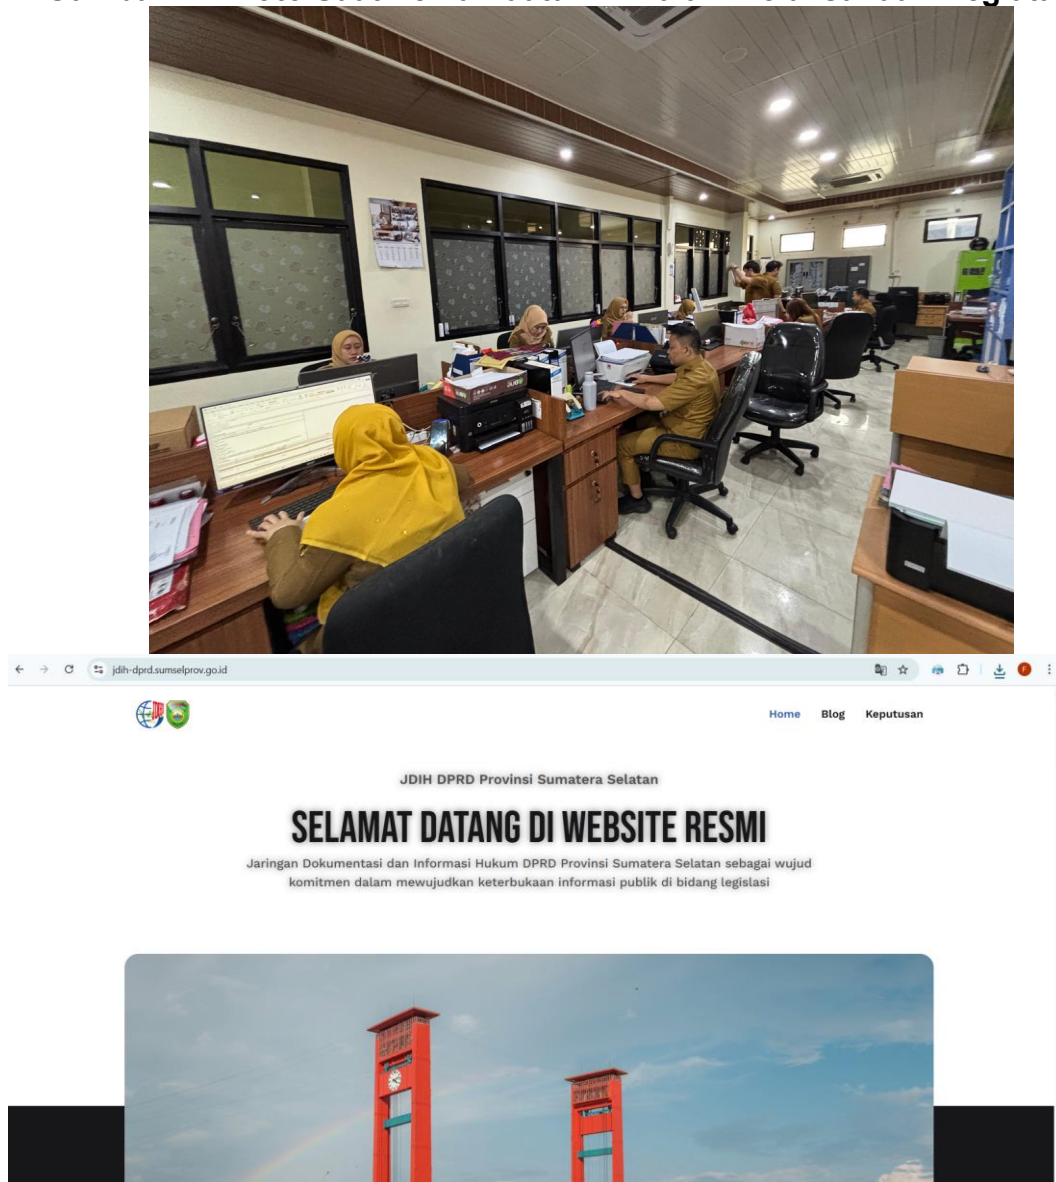 jdih-dprd.sumselprov.go.id
Home Blog Keputusan
JDIH DPRD Provinsi Sumatera Selatan
SELAMAT DATANG DI WEBSITE RESMI
Jaringan Dokumentasi dan Informasi Hukum DPRD Provinsi Sumatera Selatan sebagai wujud
komitmen dalam mewujudkan keterbukaan informasi publik di bidang legislasi